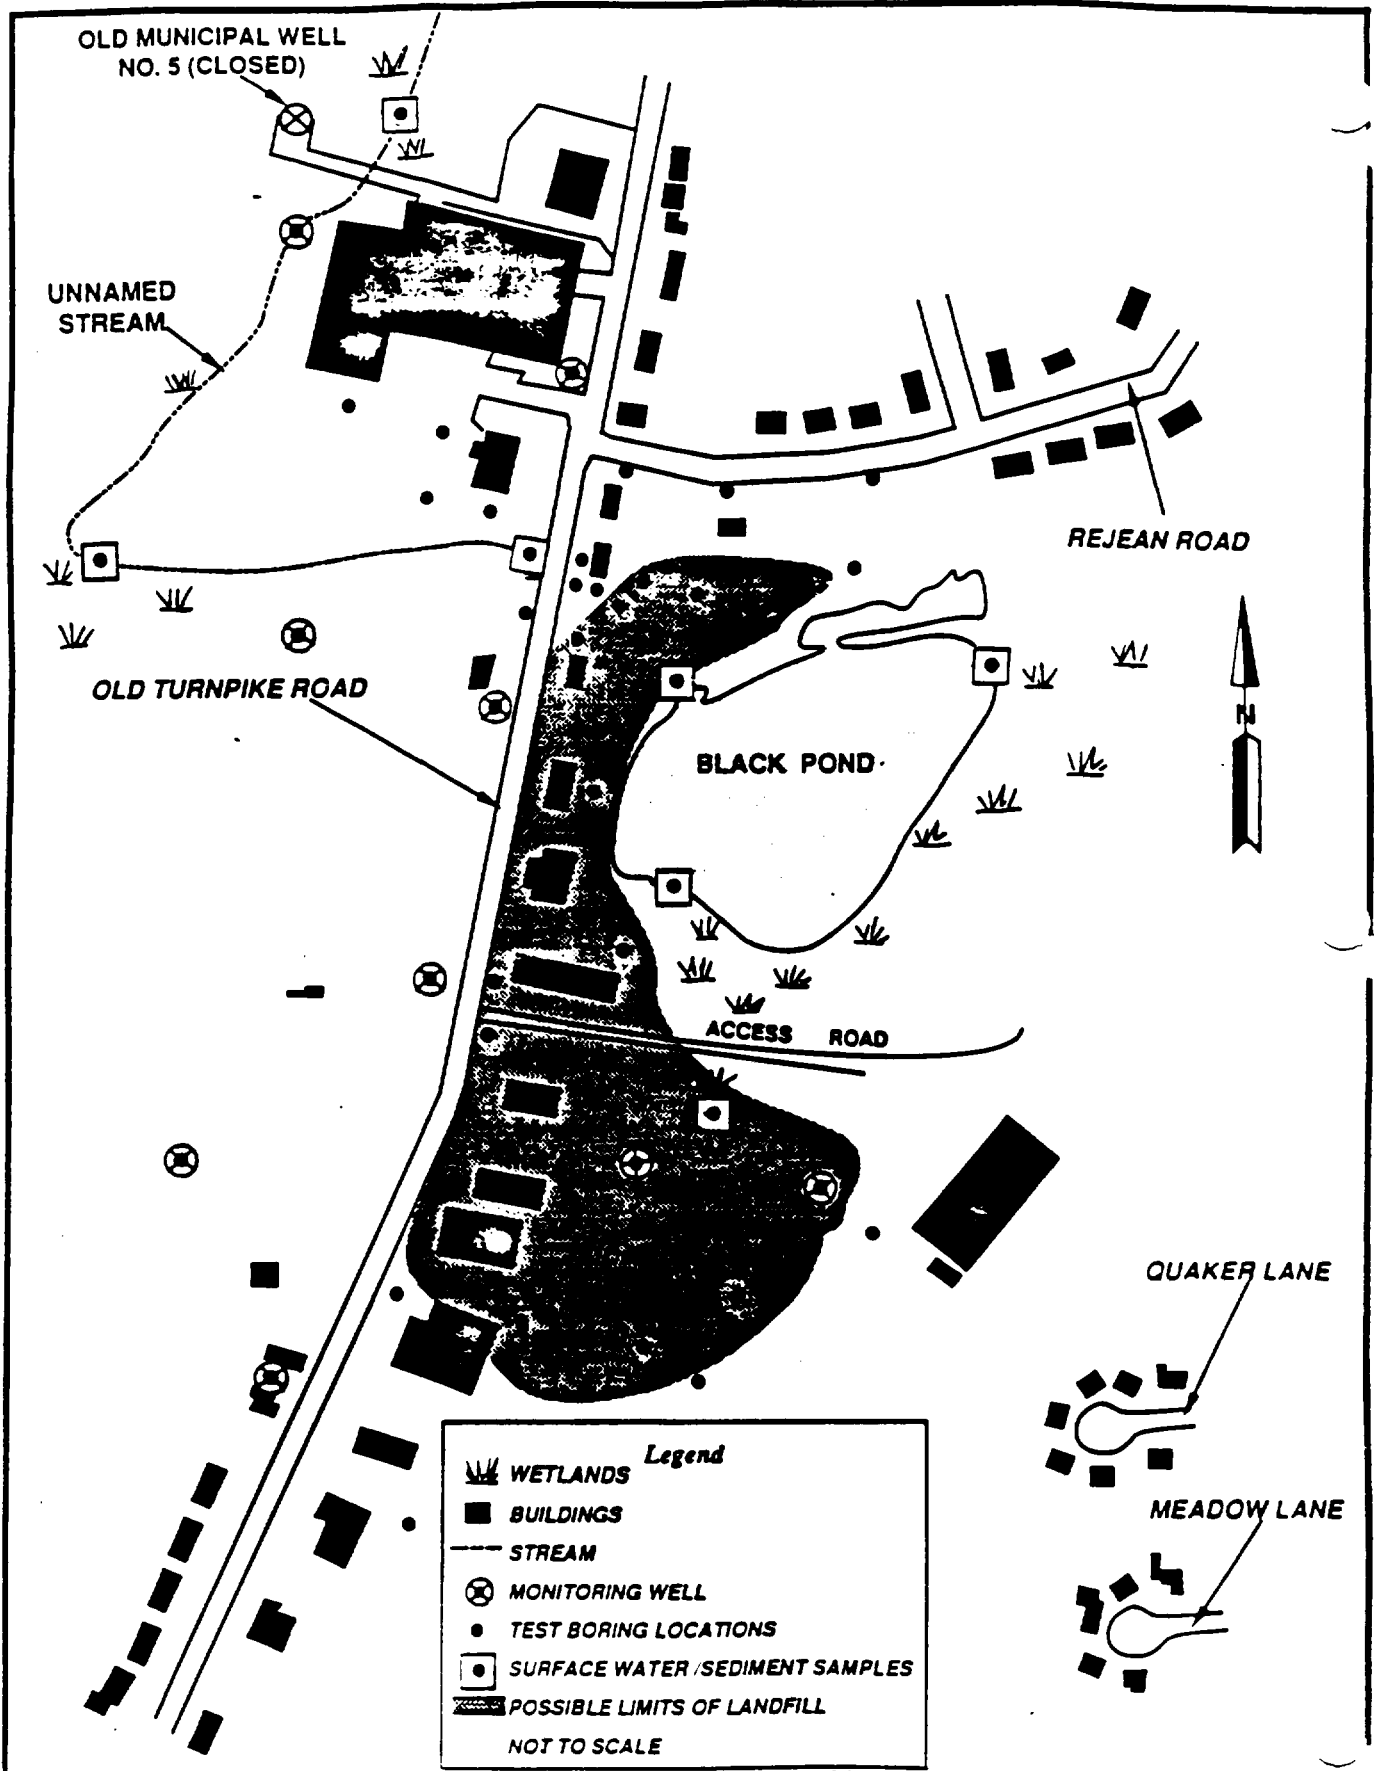 OLD MUNICIPAL WELL
NO. 5 (CLOSED)
UNNAMED
STREAM
REJEAN ROAD
OLD TURNPIKE ROAD
N
BLACK POND
ACCESS ROAD
QUAKER LANE
MEADOW LANE
Legend
WETLANDS
BUILDINGS
STREAM
MONITORING WELL
TEST BORING LOCATIONS
SURFACE WATER/SEDIMENT SAMPLES
POSSIBLE LIMITS OF LANDFILL
NOT TO SCALE